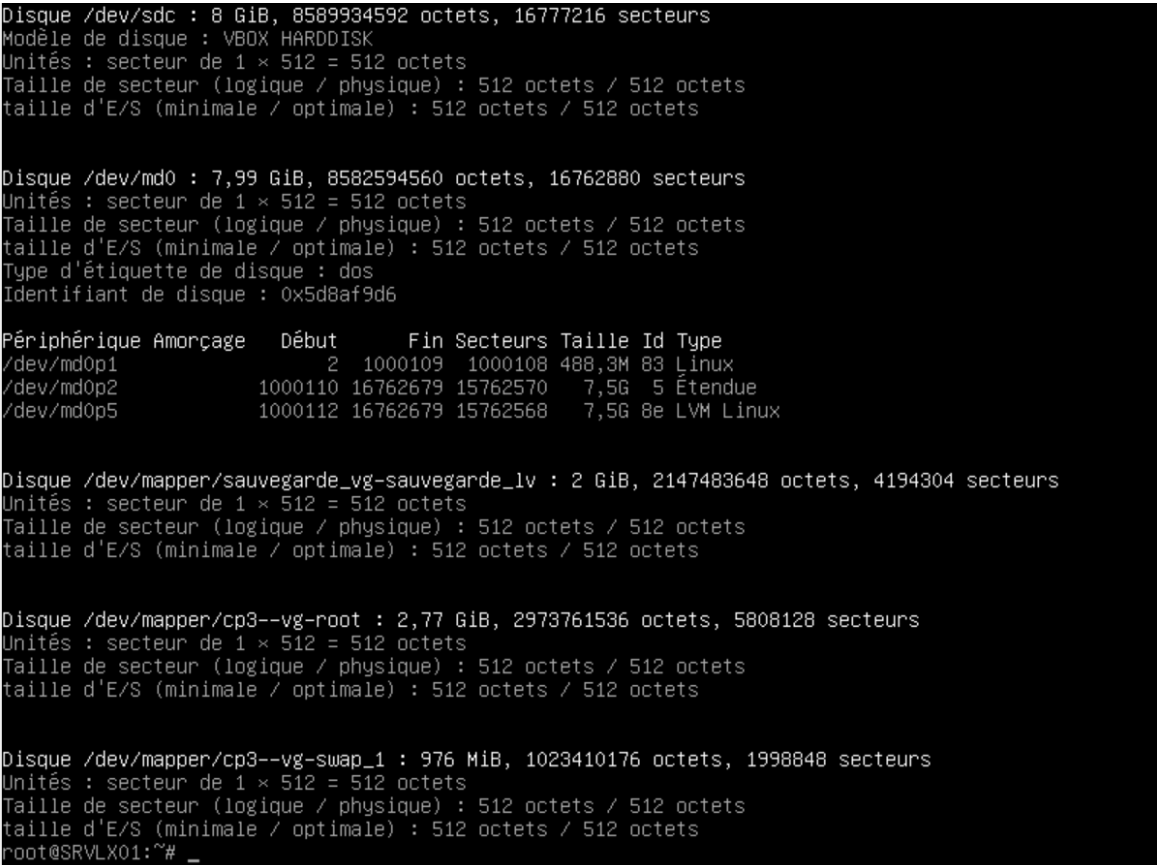 Disque /dev/sdc : 8 GiB, 8589934592 octets, 16777216 secteurs
Modèle de disque : VBOX HARDDISK
Unités : secteur de 1 × 512 = 512 octets
Taille de secteur (logique / physique) : 512 octets / 512 octets
taille d'E/S (minimale / optimale) : 512 octets / 512 octets
Disque /dev/md0 : 7,99 GiB, 8582594560 octets, 16762880 secteurs
Unités : secteur de 1 × 512 = 512 octets
Taille de secteur (logique / physique) : 512 octets / 512 octets
taille d'E/S (minimale / optimale) : 512 octets / 512 octets
Type d'étiquette de disque : dos
Identifiant de disque : 0x5d8af9d6
Périphérique Amorçage Début Fin Secteurs Taille Id Type
/dev/md0p1 2 1000109 1000108 488,3M 83 Linux
/dev/md0p2 1000110 16762679 15762570 7,5G 5 Étendue
/dev/md0p5 1000112 16762679 15762568 7,5G 8e LVM Linux
Disque /dev/mapper/sauvegarde_vg-sauvegarde_lv : 2 GiB, 2147483648 octets, 4194304 secteurs
Unités : secteur de 1 × 512 = 512 octets
Taille de secteur (logique / physique) : 512 octets / 512 octets
taille d'E/S (minimale / optimale) : 512 octets / 512 octets
Disque /dev/mapper/cp3--vg-root : 2,77 GiB, 2973761536 octets, 5808128 secteurs
Unités : secteur de 1 × 512 = 512 octets
Taille de secteur (logique / physique) : 512 octets / 512 octets
taille d'E/S (minimale / optimale) : 512 octets / 512 octets
Disque /dev/mapper/cp3--vg-swap_1 : 976 MiB, 1023410176 octets, 1998848 secteurs
Unités : secteur de 1 × 512 = 512 octets
Taille de secteur (logique / physique) : 512 octets / 512 octets
taille d'E/S (minimale / optimale) : 512 octets / 512 octets
root@SRVLX01:~# _